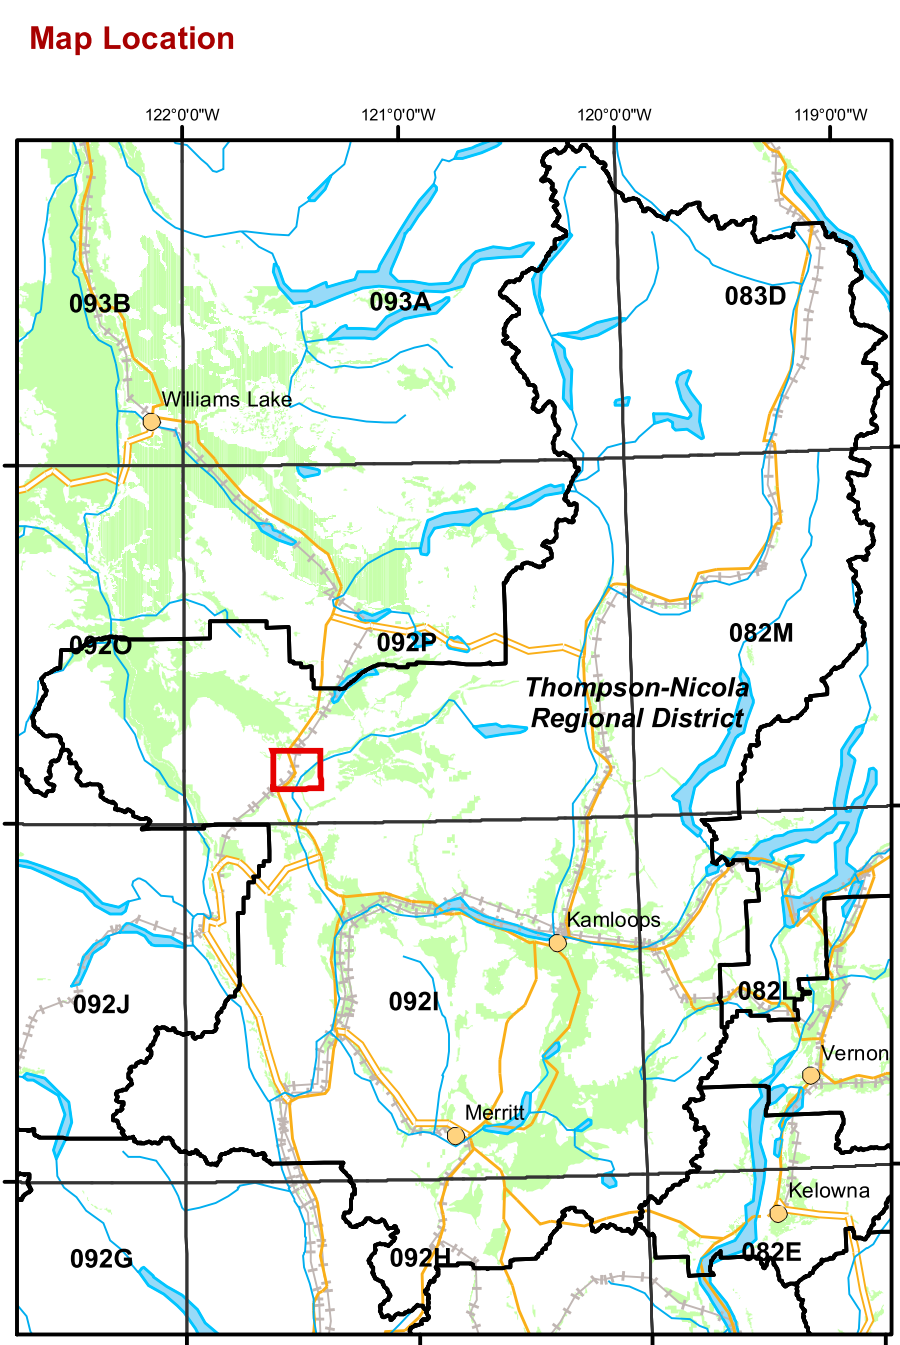 Map Location
122°0'0"W
121°0'0"W
120°0'0"W
119°0'0"W
093B
093A
083D
Williams Lake
092O
092P
082M
Thompson-Nicola
Regional District
Kamloops
092J
092I
082L
Vernon
Merritt
Kelowna
092G
092H
082E